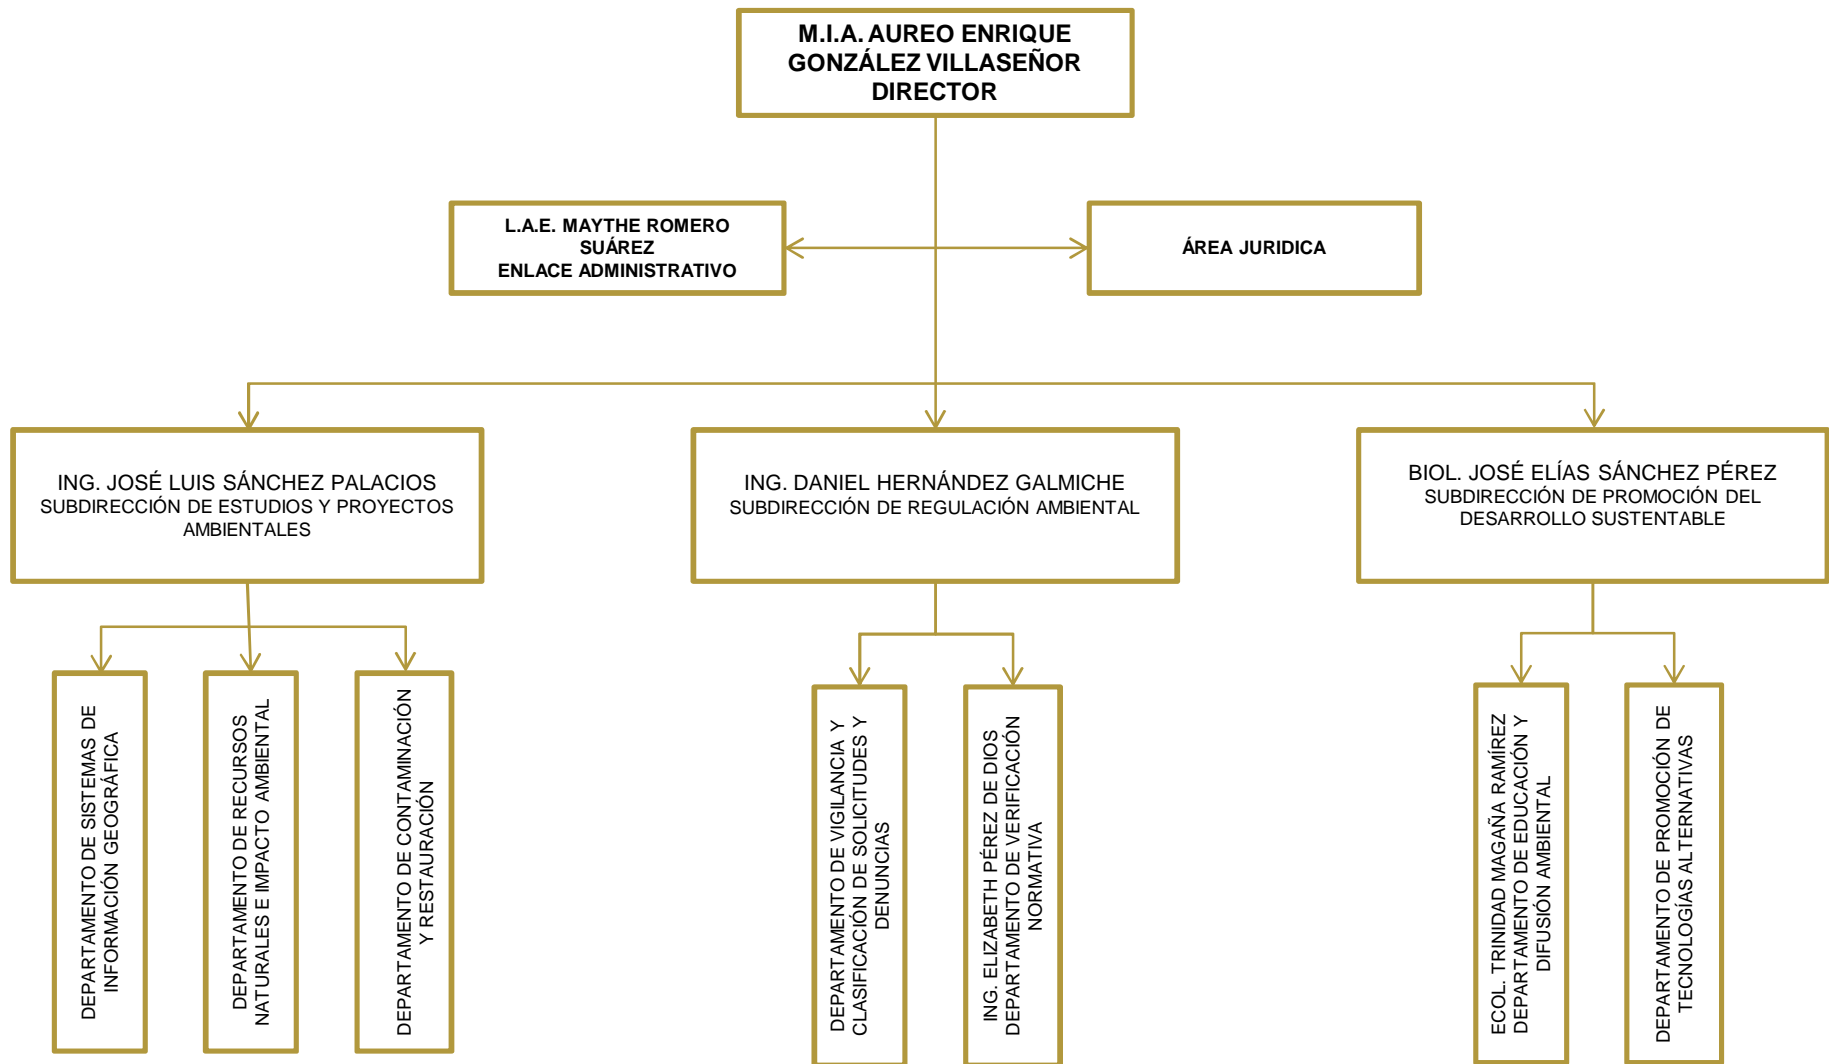 M.I.A. AUREO ENRIQUE
GONZÁLEZ VILLASEÑOR
DIRECTOR
L.A.E. MAYTHE ROMERO
SUÁREZ
ENLACE ADMINISTRATIVO
ÁREA JURIDICA
ING. JOSÉ LUIS SÁNCHEZ PALACIOS
SUBDIRECCIÓN DE ESTUDIOS Y PROYECTOS
AMBIENTALES
ING. DANIEL HERNÁNDEZ GALMICHE
SUBDIRECCIÓN DE REGULACIÓN AMBIENTAL
BIOL. JOSÉ ELÍAS SÁNCHEZ PÉREZ
SUBDIRECCIÓN DE PROMOCIÓN DEL
DESARROLLO SUSTENTABLE
DEPARTAMENTO DE SISTEMAS DE
INFORMACIÓN GEOGRÁFICA
DEPARTAMENTO DE RECURSOS
NATURALES E IMPACTO AMBIENTAL
DEPARTAMENTO DE CONTAMINACIÓN
Y RESTAURACIÓN
DEPARTAMENTO DE VIGILANCIA Y
CLASIFICACIÓN DE SOLICITUDES Y
DENUNCIAS
ING. ELIZABETH PÉREZ DE DIOS
DEPARTAMENTO DE VERIFICACIÓN
NORMATIVA
ECOL. TRINIDAD MAGAÑA RAMÍREZ
DEPARTAMENTO DE EDUCACIÓN Y
DIFUSIÓN AMBIENTAL
DEPARTAMENTO DE PROMOCIÓN DE
TECNOLOGÍAS ALTERNATIVAS